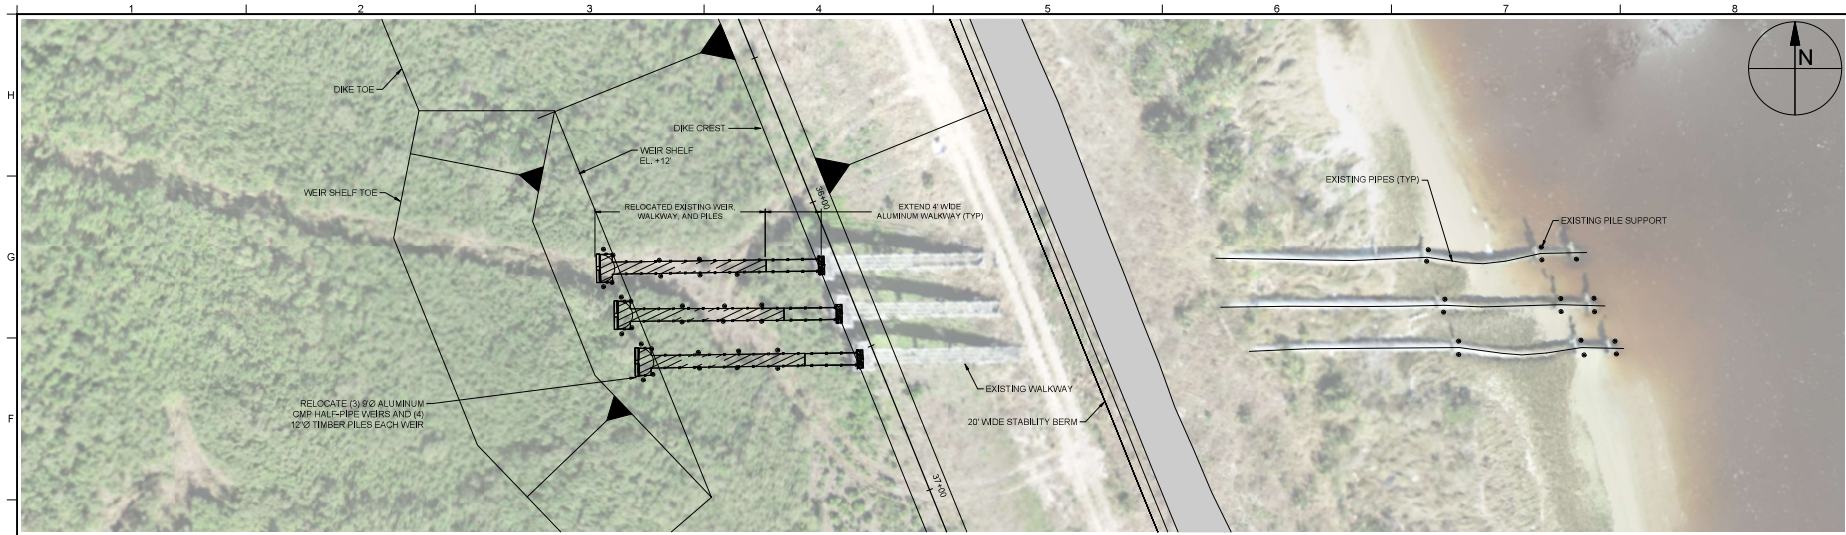 1 2 3 4 5 6 7 8
H
G
F
N
DIKE TOE
DIKE CREST
WEIR SHELF
EL. +12'
WEIR SHELF TOE
RELOCATED EXISTING WEIR,
WALKWAY, AND PILES
EXTEND 4' WIDE
ALUMINUM WALKWAY (TYP)
36+00
EXISTING PIPES (TYP)
EXISTING PILE SUPPORT
EXISTING WALKWAY
20' WIDE STABILITY BERM
RELOCATE (3) 9'Ø ALUMINUM
CMP HALF-PIPE WEIRS AND (4)
12"Ø TIMBER PILES EACH WEIR
37+00